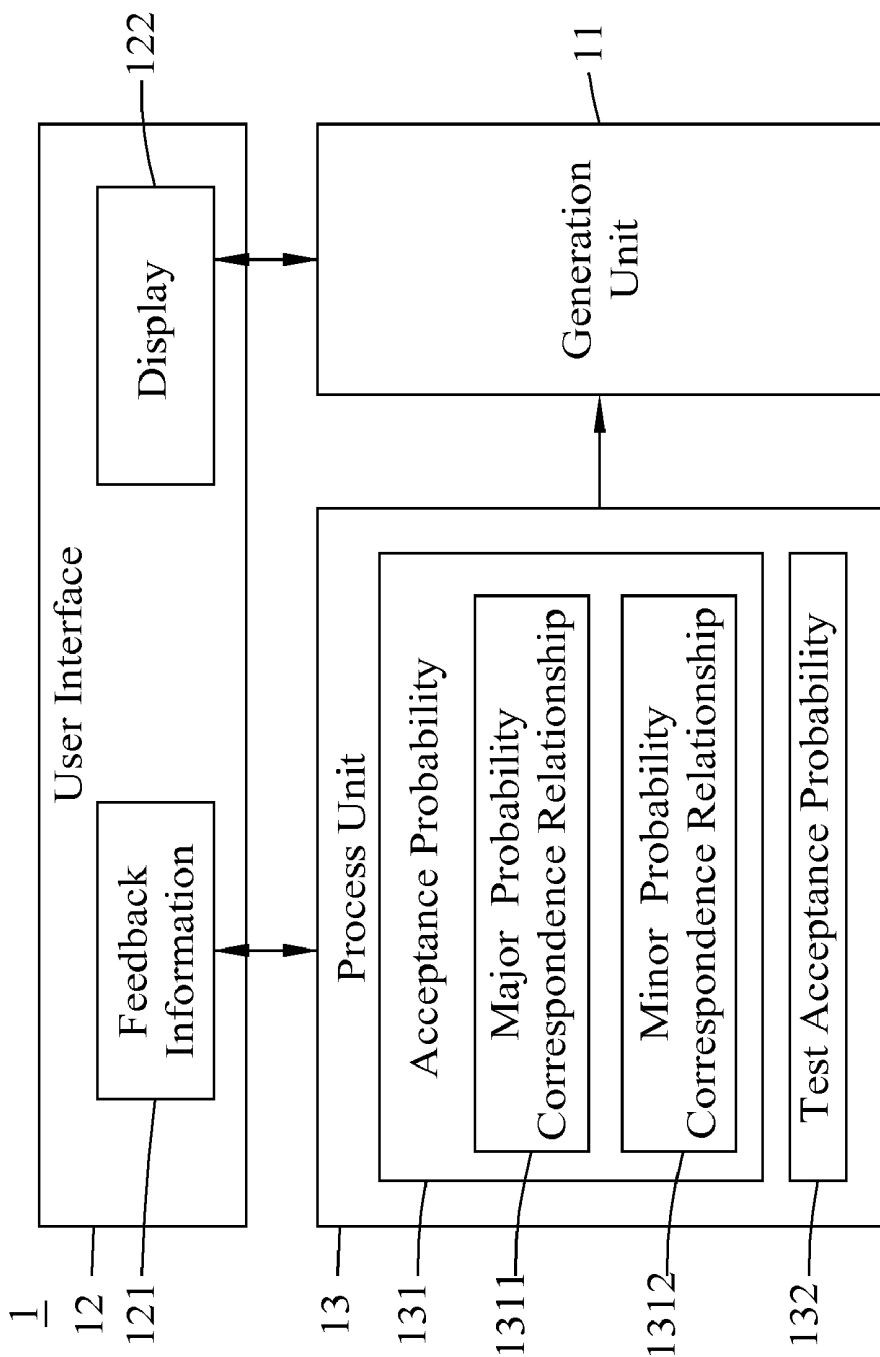 1
12
User Interface
121
Feedback
Information
Display
122
13
Process Unit
131
Acceptance Probability
1311
Major Probability
Correspondence Relationship
1312
Minor Probability
Correspondence Relationship
132
Test Acceptance Probability
Generation
Unit
11